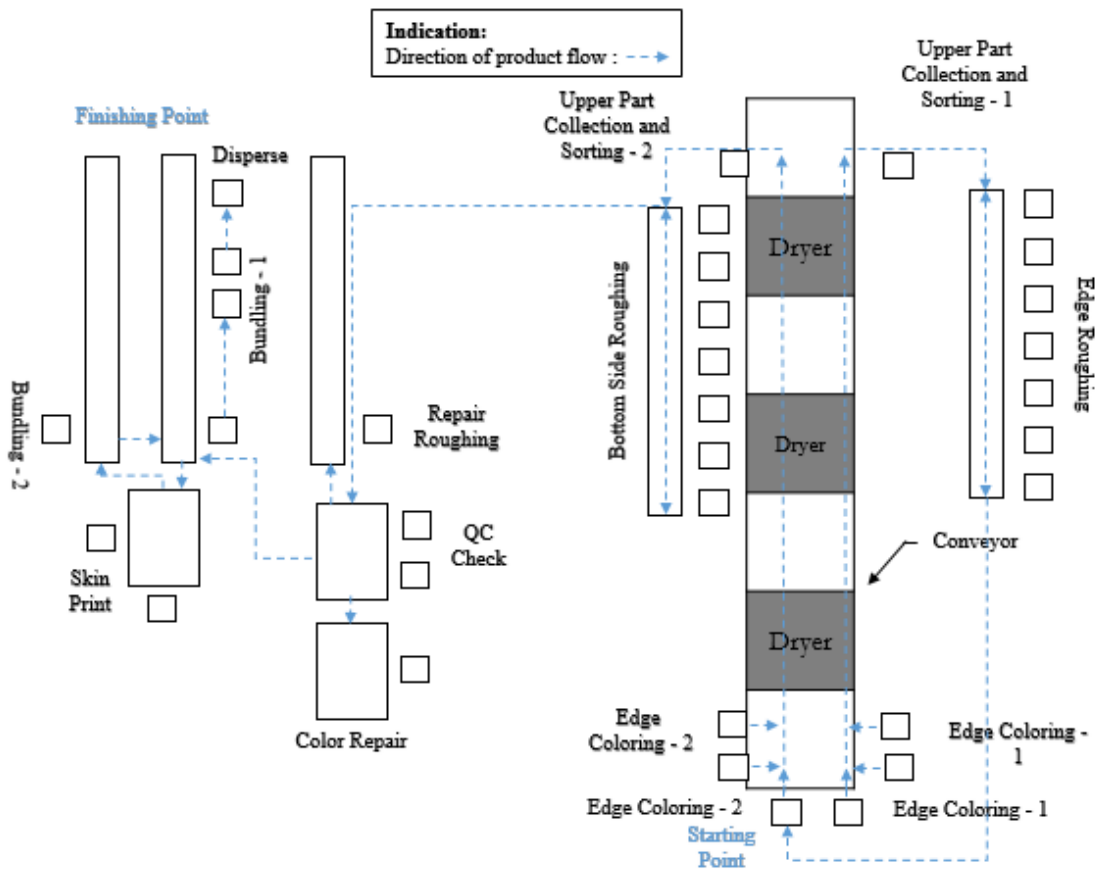 Indication:
Direction of product flow :
Upper Part
Collection and
Sorting - 1
Upper Part
Collection and
Sorting - 2
Finishing Point
Disperse
Bundling - 1
Dryer
Bottom Side Roughing
Edge Roughing
Repair
Roughing
Bundling - 2
Dryer
QC
Check
Conveyor
Skin
Print
Dryer
Color Repair
Edge
Coloring - 2
Edge Coloring -
1
Edge Coloring - 2
Edge Coloring - 1
Starting
Point